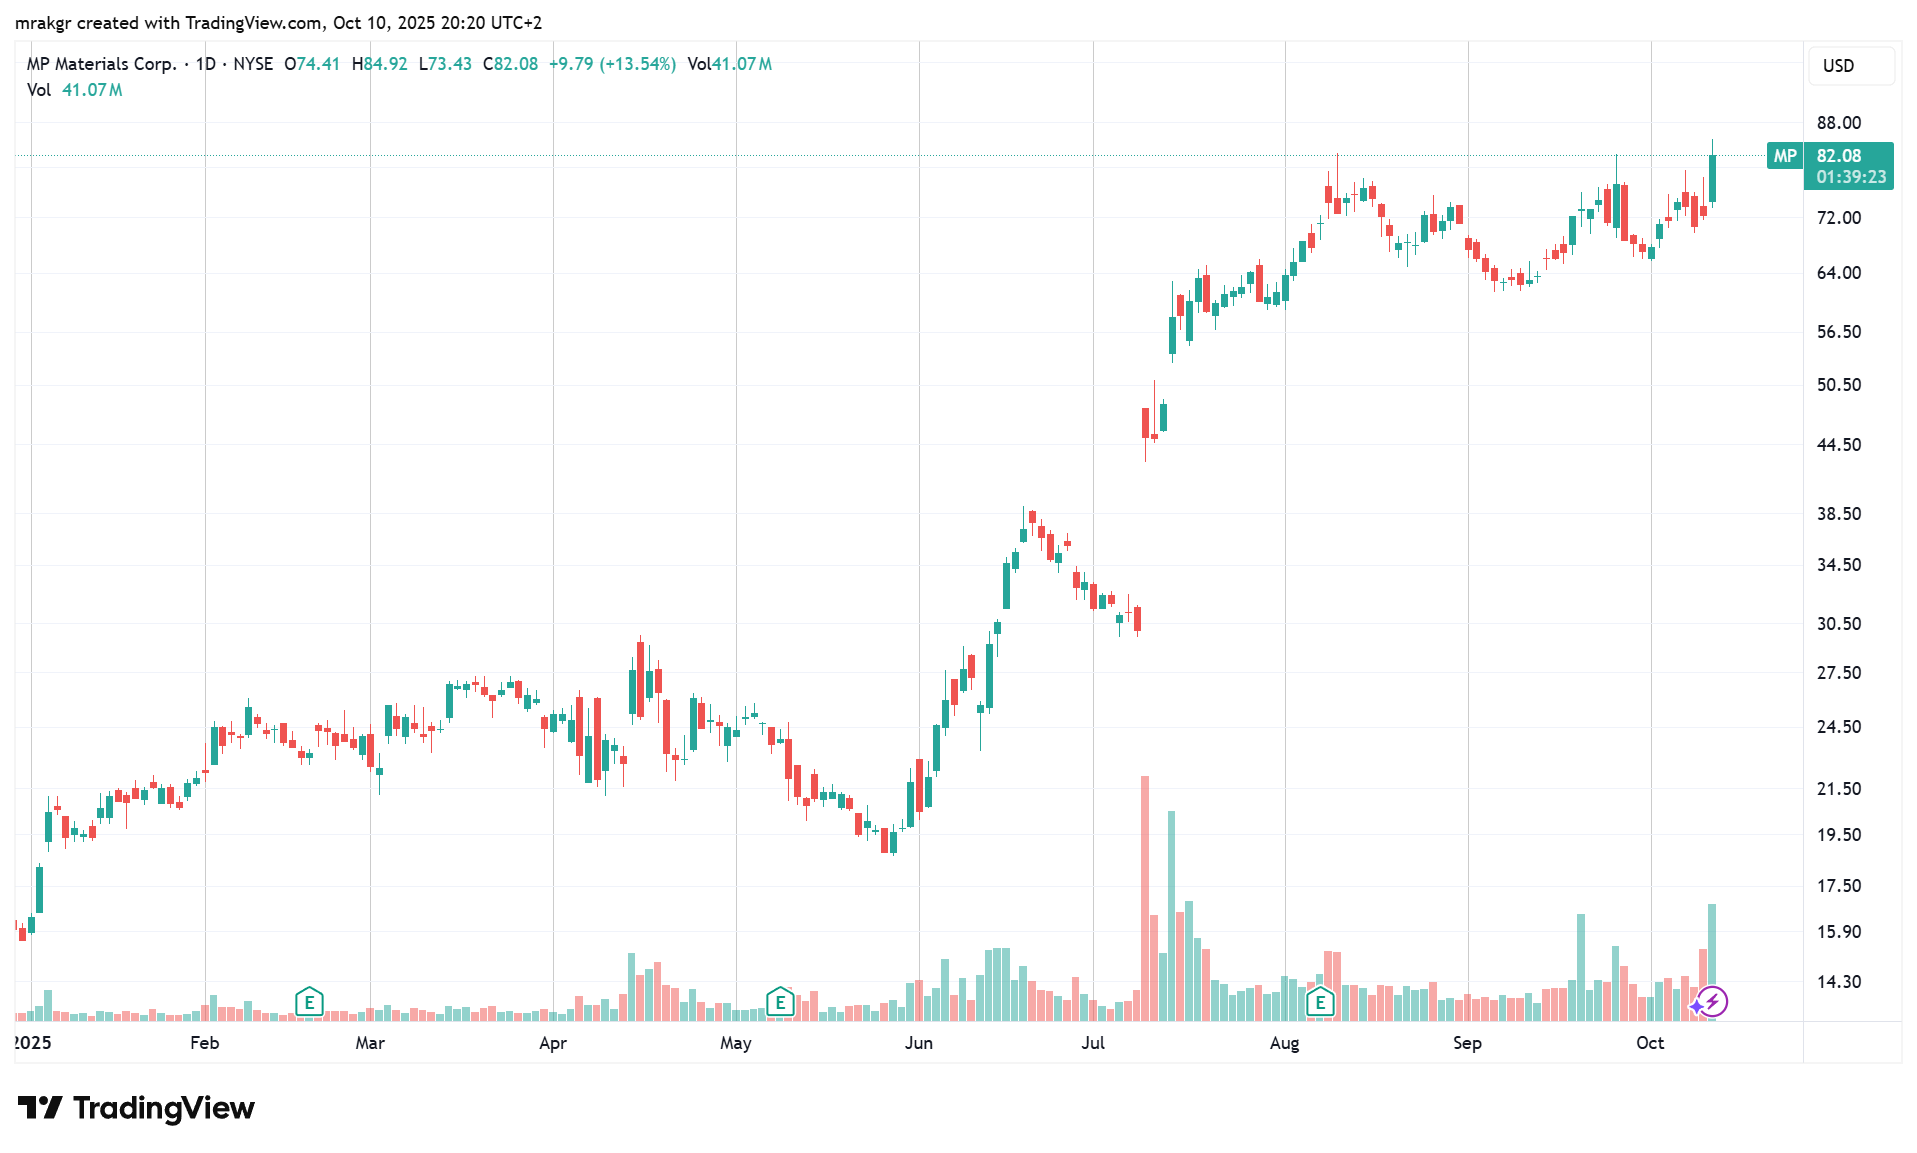 mrakgr created with TradingView.com, Oct 10, 2025 20:20 UTC+2
MP Materials Corp. · 1D · NYSE O74.41 H84.92 L73.43 C82.08 +9.79 (+13.54%) Vol41.07M
Vol 41.07M
USD
88.00
MP 82.08
01:39:23
72.00
64.00
56.50
50.50
44.50
38.50
34.50
30.50
27.50
24.50
21.50
19.50
17.50
15.90
14.30
E E E
2025 Feb Mar Apr May Jun Jul Aug Sep Oct
TradingView